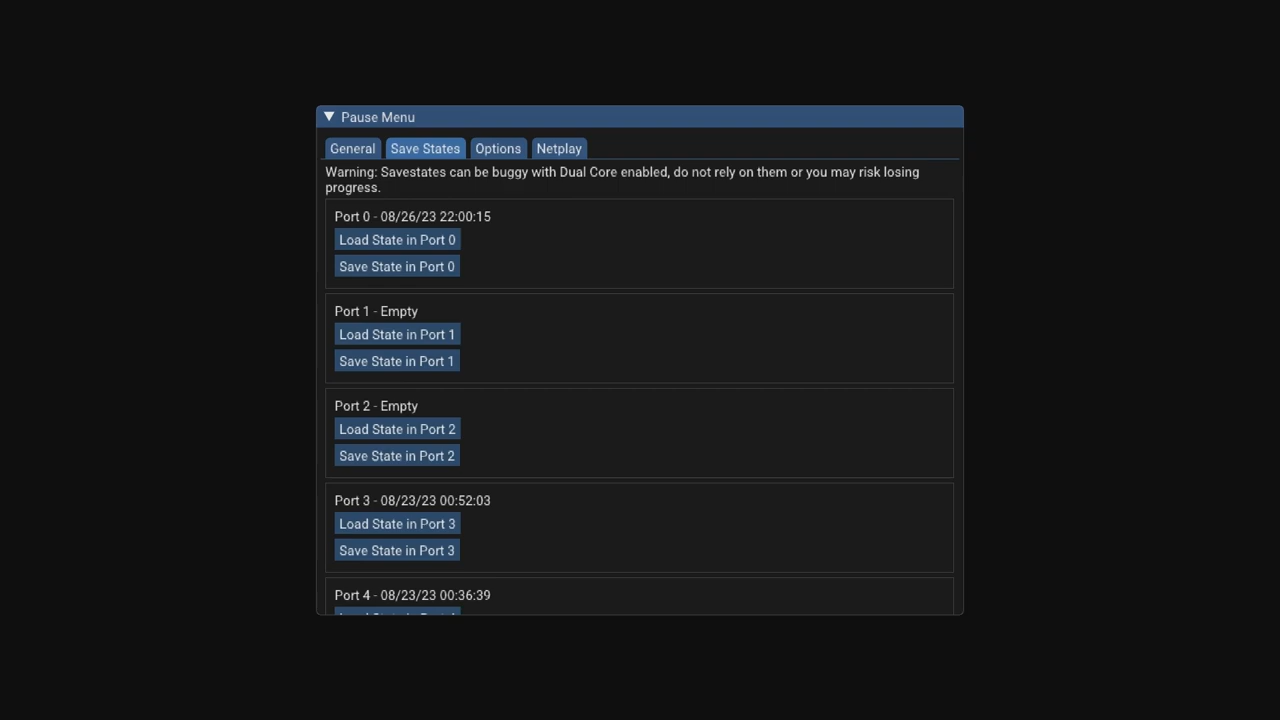 Pause Menu
General Save States Options Netplay
Warning: Savestates can be buggy with Dual Core enabled, do not rely on them or you may risk losing
progress.
Port 0 - 08/26/23 22:00:15
Load State in Port 0
Save State in Port 0
Port 1 - Empty
Load State in Port 1
Save State in Port 1
Port 2 - Empty
Load State in Port 2
Save State in Port 2
Port 3 - 08/23/23 00:52:03
Load State in Port 3
Save State in Port 3
Port 4 - 08/23/23 00:36:39